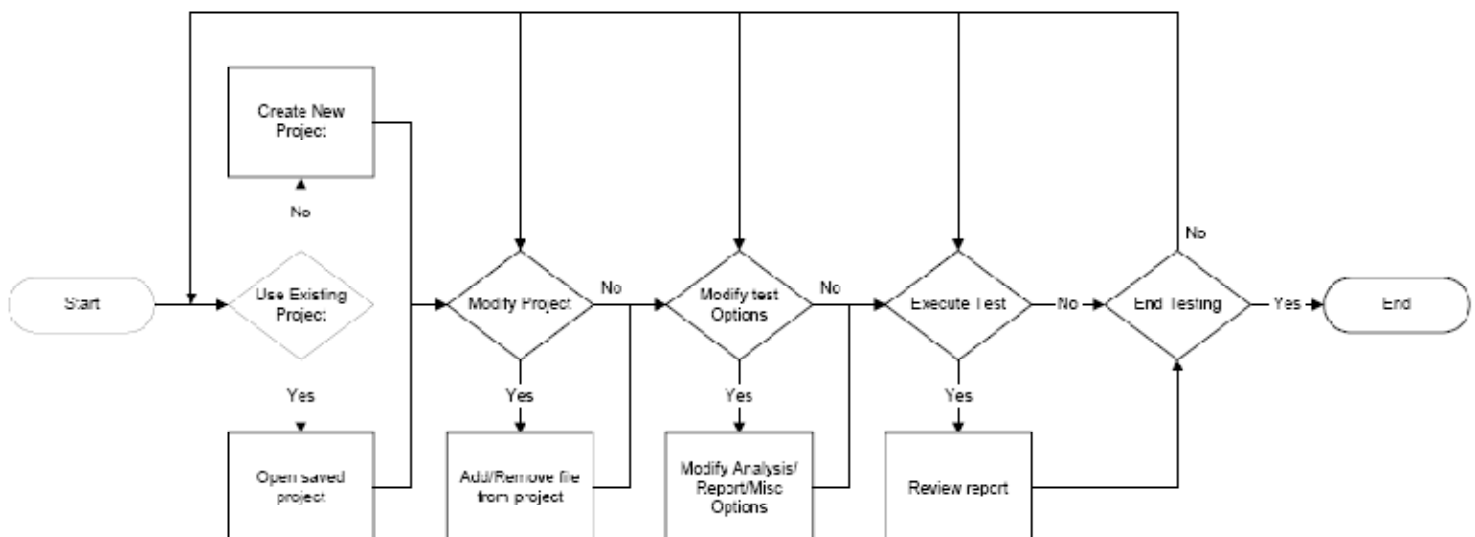 Create New
Project
No
No
Start
Use Existing
Project
Modify Project
No
Modify test
Options
No
Execute Test
No
End Testing
Yes
End
Yes
Yes
Yes
Yes
Open saved
project
Add/Remove file
from project
Modify Analysis/
Report/Misc
Options
Review report